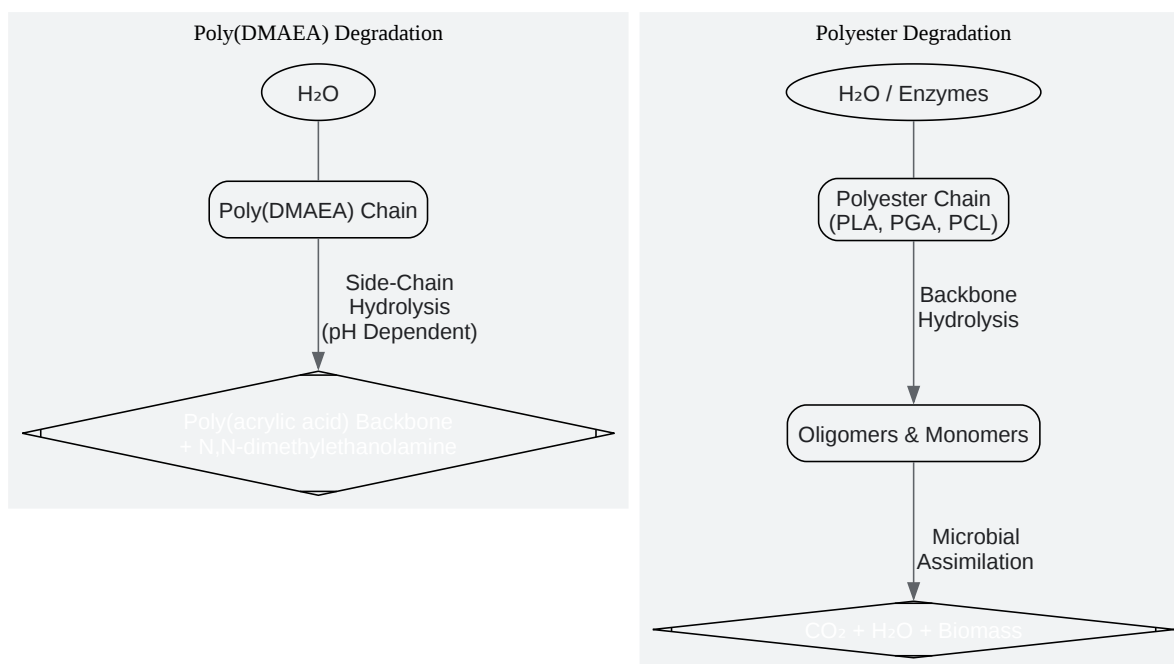 Poly(DMAEA) Degradation
H₂O
Poly(DMAEA) Chain
Side-Chain
Hydrolysis
(pH Dependent)
Poly(acrylic acid) Backbone
+ N,N-dimethylethanolamine
Polyester Degradation
H₂O / Enzymes
Polyester Chain
(PLA, PGA, PCL)
Backbone
Hydrolysis
Oligomers & Monomers
Microbial
Assimilation
CO₂ + H₂O + Biomass